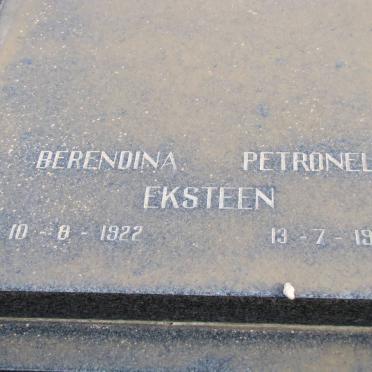 BERENDINA PETRONEL
EKSTEEN
10 - 8 - 1922 13 - 7 - 19